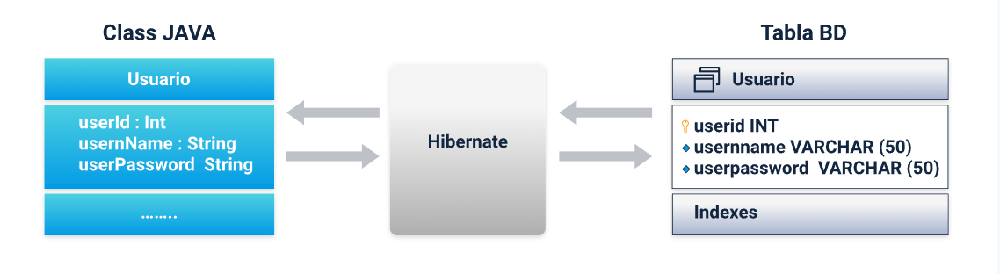 Class JAVA
Usuario
userId : Int
usernName : String
userPassword  String
........
Hibernate
Tabla BD
Usuario
userid INT
usernname VARCHAR (50)
userpassword  VARCHAR (50)
Indexes